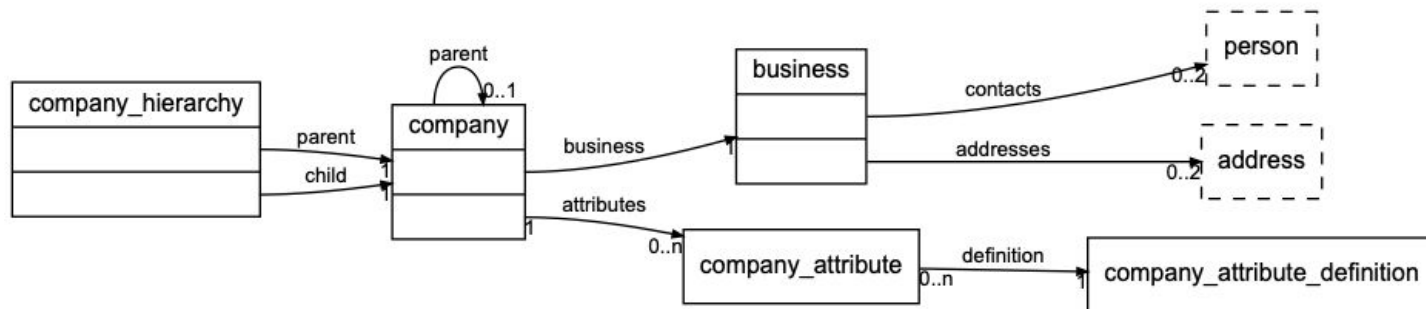 company_hierarchy
parent
child
1
1
parent
0..1
company
business
1
attributes
1
0..n
business
contacts
0..2
addresses
0..2
person
address
company_attribute
definition
0..n
1
company_attribute_definition